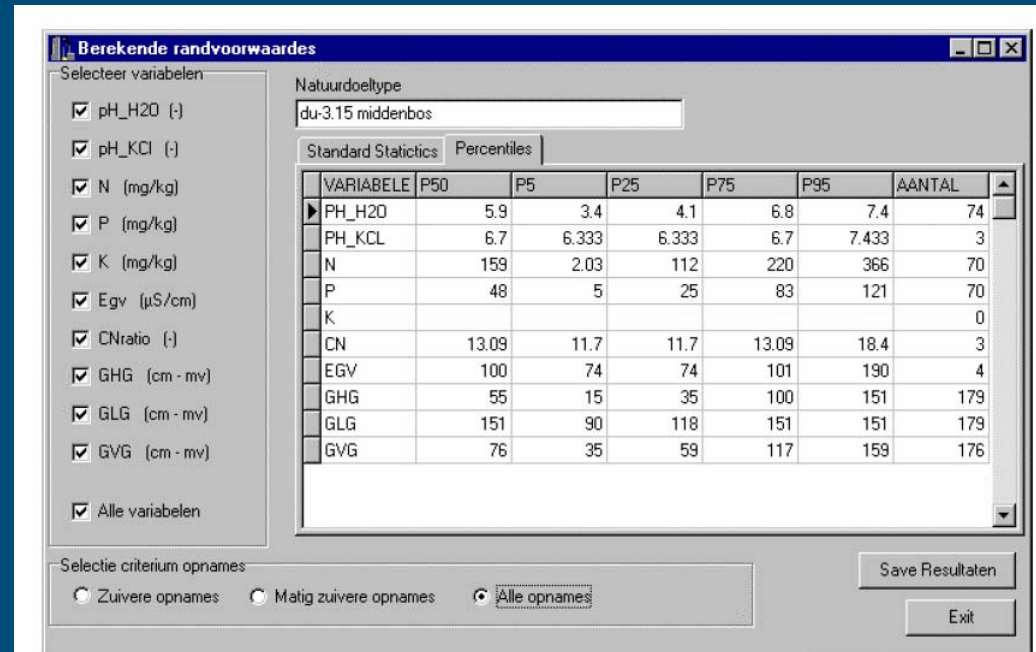 Berekende randvoorwaardes
Selecteer variabelen
pH_H2O (-)
pH_KCl (-)
N (mg/kg)
P (mg/kg)
K (mg/kg)
Egv (µS/cm)
CNratio (-)
GHG (cm - mv)
GLG (cm - mv)
GVG (cm - mv)
Alle variabelen
Natuurdoeltype
du-3.15 middenbos
Standard Statictics Percentiles
VARIABELE P50 P5 P25 P75 P95 AANTAL
PH_H2O 5.9 3.4 4.1 6.8 7.4 74
PH_KCL 6.7 6.333 6.333 6.7 7.433 3
N 159 2.03 112 220 366 70
P 48 5 25 83 121 70
K 0
CN 13.09 11.7 11.7 13.09 18.4 3
EGV 100 74 74 101 190 4
GHG 55 15 35 100 151 179
GLG 151 90 118 151 151 179
GVG 76 35 59 117 159 176
Selectie criterium opnames
Zuivere opnames Matig zuivere opnames Alle opnames
Save Resultaten
Exit